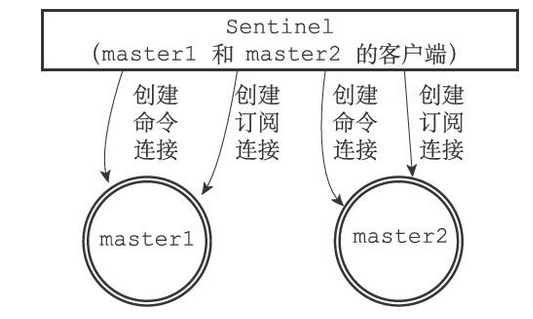 Sentinel
(master1 和 master2 的客户端)
创建
命令
连接
创建
订阅
连接
创建
命令
连接
创建
订阅
连接
master1
master2